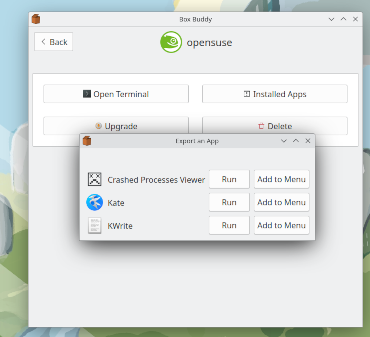 Box Buddy
Back
opensuse
Open Terminal
Installed Apps
Upgrade
Delete
Export an App
Crashed Processes Viewer
Run
Add to Menu
Kate
Run
Add to Menu
KWrite
Run
Add to Menu